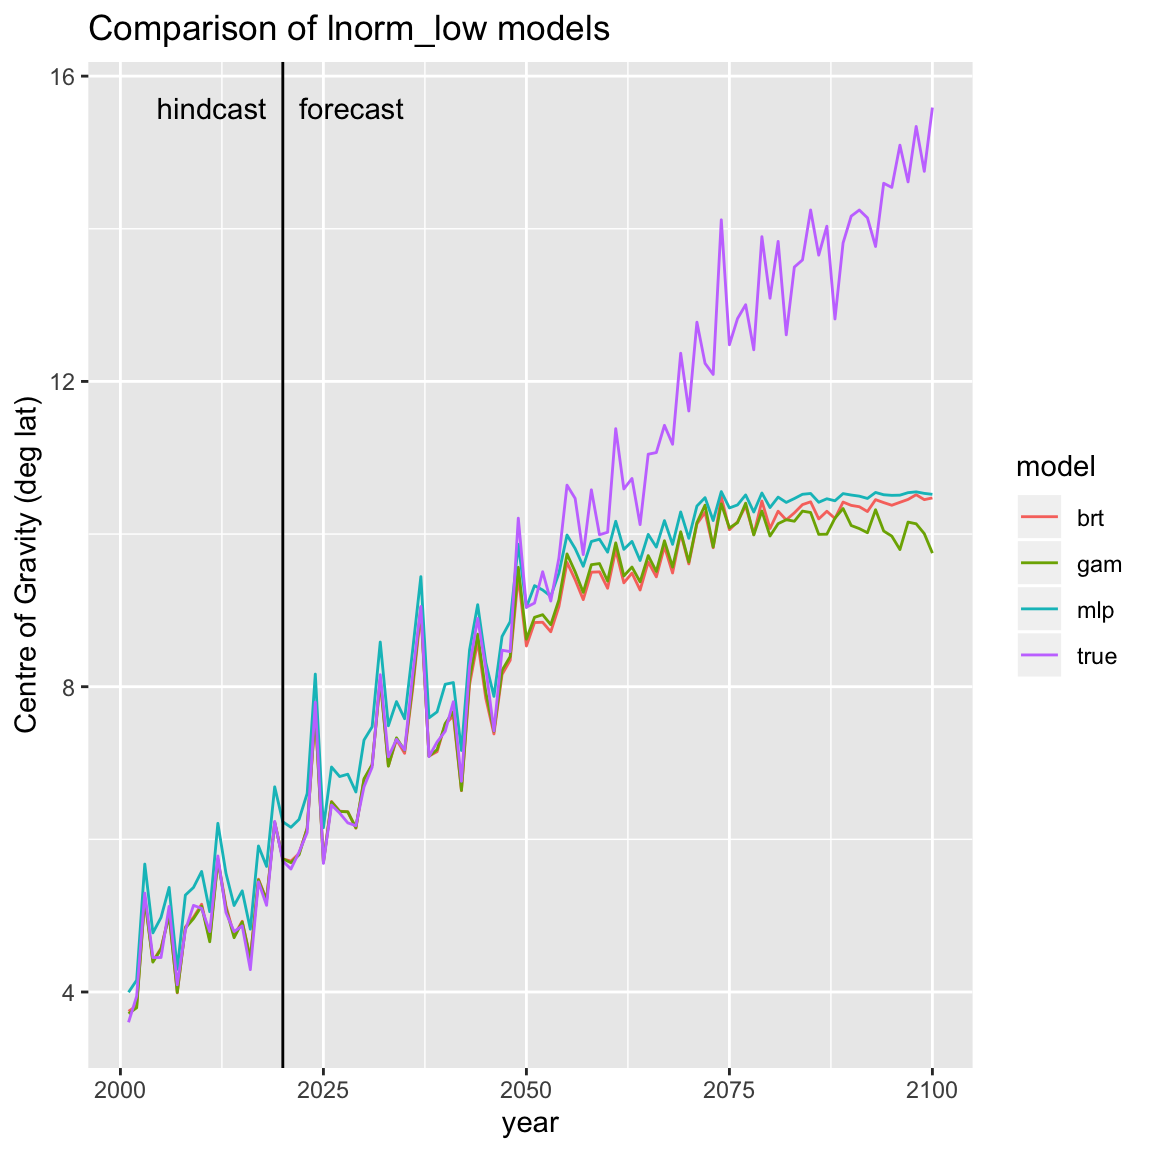 Comparison of lnorm_low models
hindcast
forecast
16
12
8
4
Centre of Gravity (deg lat)
2000
2025
2050
2075
2100
year
model
brt
gam
mlp
true